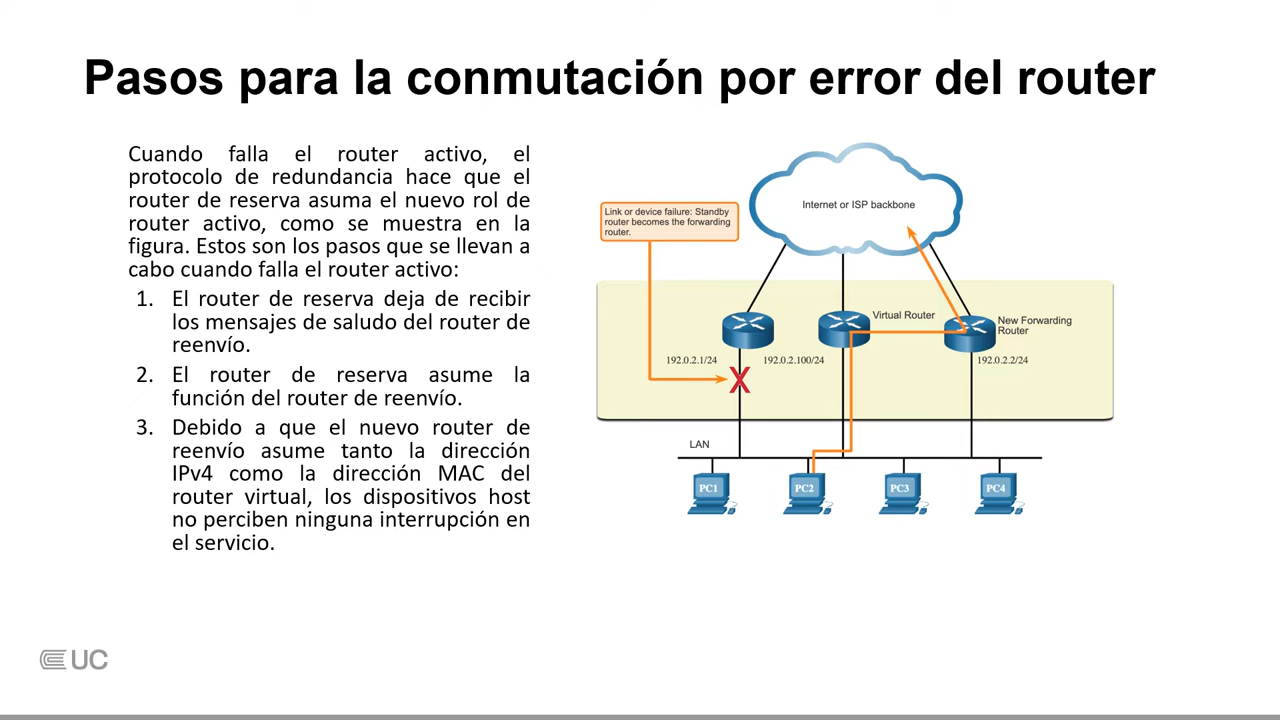 Pasos para la conmutación por error del router
Cuando falla el router activo, el
protocolo de redundancia hace que el
router de reserva asuma el nuevo rol de
router activo, como se muestra en la
figura. Estos son los pasos que se llevan a
cabo cuando falla el router activo:
1. El router de reserva deja de recibir
los mensajes de saludo del router de
reenvío.
2. El router de reserva asume la
función del router de reenvío.
3. Debido a que el nuevo router de
reenvío asume tanto la dirección
IPv4 como la dirección MAC del
router virtual, los dispositivos host
no perciben ninguna interrupción en
el servicio.
Link or device failure: Standby
router becomes the forwarding
router.
Internet or ISP backbone
Virtual Router
New Forwarding
Router
192.0.2.1/24
192.0.2.100/24
192.0.2.2/24
X
LAN
PC1
PC2
PC3
PC4
UC